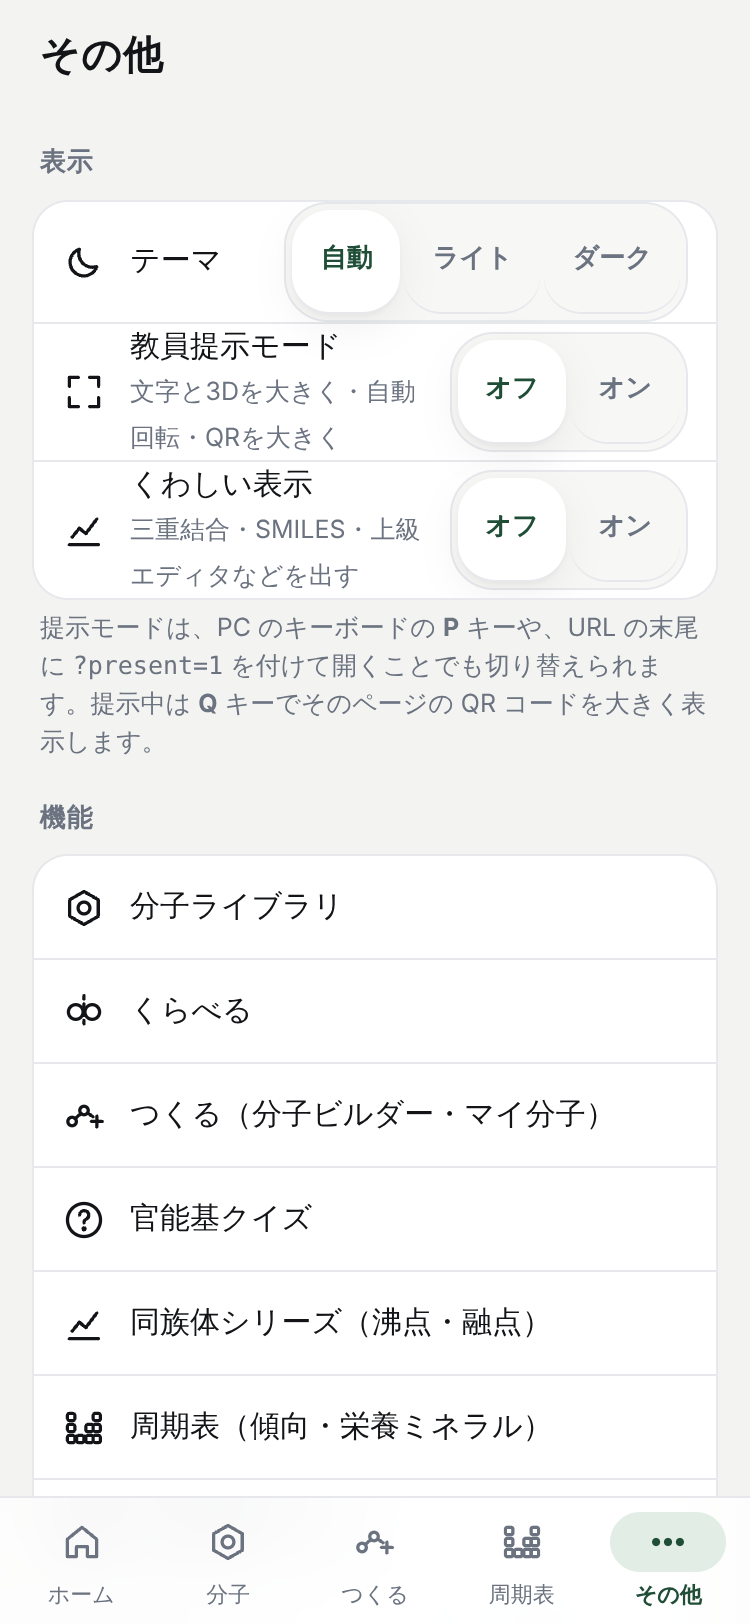 その他
表示
テーマ
自動
ライト
ダーク
教員提示モード
文字と3Dを大きく・自動
回転・QRを大きく
オフ
オン
くわしい表示
三重結合・SMILES・上級
エディタなどを出す
オフ
オン
提示モードは、PC のキーボードの P キーや、URL の末尾
に ?present=1 を付けて開くことでも切り替えられま
す。提示中は Q キーでそのページの QR コードを大きく表
示します。
機能
分子ライブラリ
くらべる
つくる（分子ビルダー・マイ分子）
官能基クイズ
同族体シリーズ（沸点・融点）
周期表（傾向・栄養ミネラル）
ホーム
分子
つくる
周期表
その他